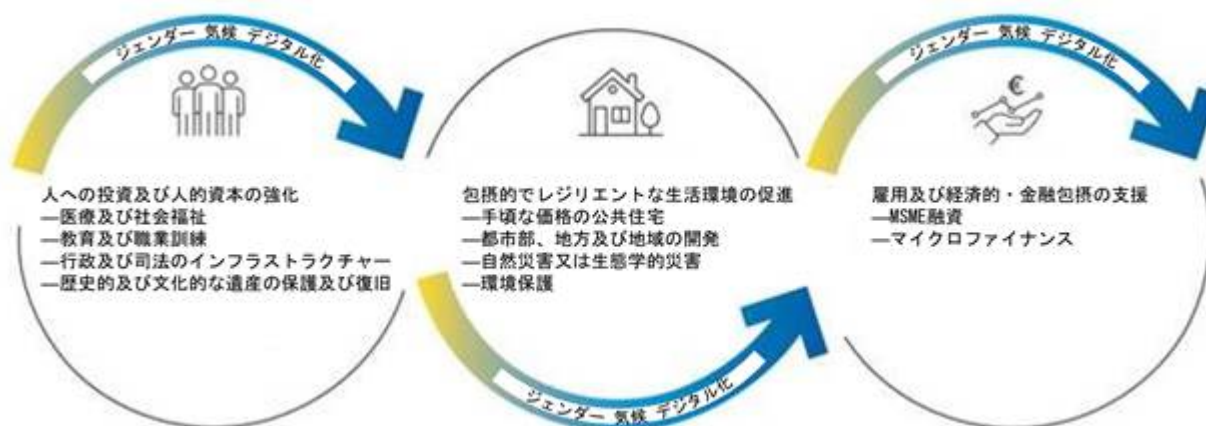 ジェンダー 気候 デジタル化
人への投資及び人的資本の強化
―医療及び社会福祉
―教育及び職業訓練
―行政及び司法のインフラストラクチャー
―歴史的及び文化的な遺産の保護及び復旧
包摂的でレジリエントな生活環境の促進
―手頃な価格の公共住宅
―都市部、地方及び地域の開発
―自然災害又は生態学的災害
―環境保護
ジェンダー 気候 デジタル化
ジェンダー 気候 デジタル化
€
雇用及び経済的・金融包摂の支援
―MSME融資
―マイクロファイナンス